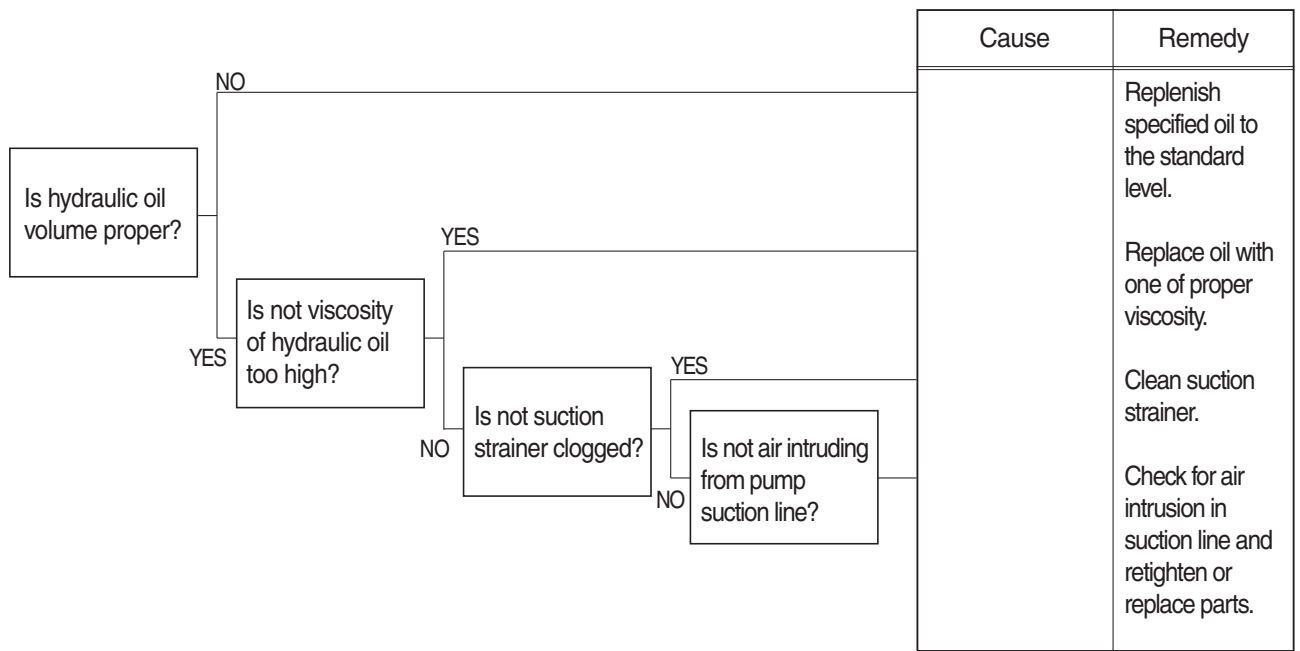 Cause
Remedy
NO
Replenish
specified oil to
the standard
level.
Is hydraulic oil
volume proper?
YES
Replace oil with
one of proper
viscosity.
YES
Is not viscosity
of hydraulic oil
too high?
YES
Clean suction
strainer.
NO
Is not suction
strainer clogged?
NO
Is not air intruding
from pump
suction line?
Check for air
intrusion in
suction line and
retighten or
replace parts.